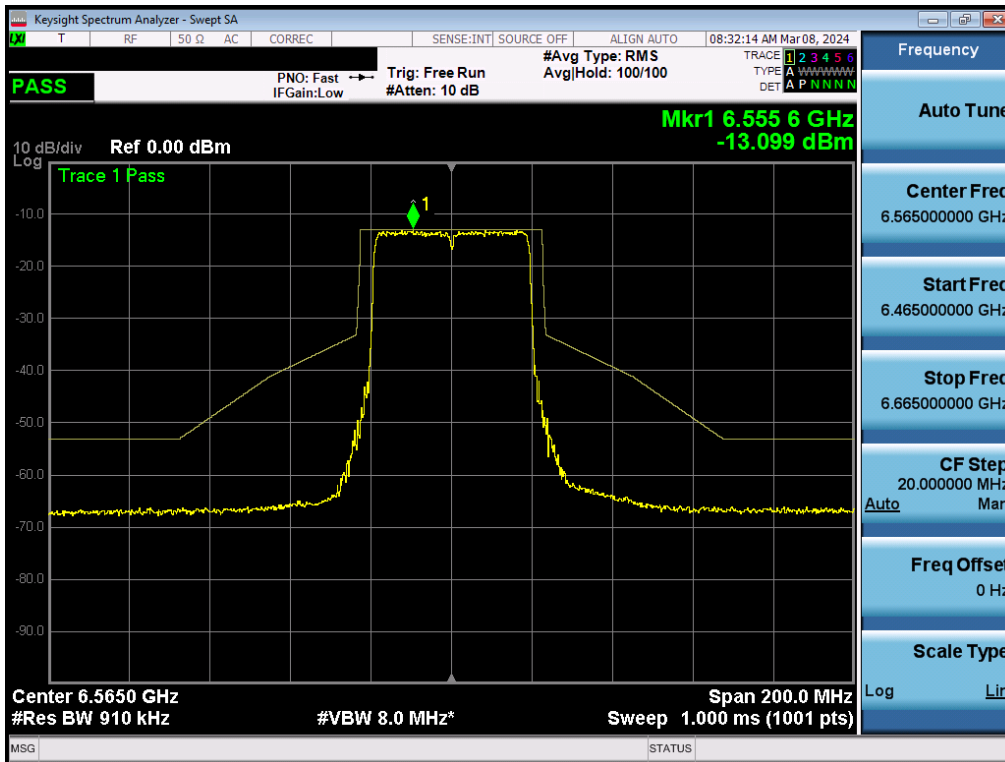 Keysight Spectrum Analyzer - Swept SA
LXI T RF 50 Ω AC CORREC SENSE:INT SOURCE OFF ALIGN AUTO 08:32:14 AM Mar 08, 2024
PASS
PNO: Fast
IFGain:Low
Trig: Free Run
#Atten: 10 dB
#Avg Type: RMS
Avg|Hold: 100/100
TRACE 1 2 3 4 5 6
TYPE A WWWWW
DET A P N N N N
Mkr1 6.555 6 GHz
-13.099 dBm
10 dB/div
Log
Ref 0.00 dBm
Trace 1 Pass
1
-10.0
-20.0
-30.0
-40.0
-50.0
-60.0
-70.0
-80.0
-90.0
Center 6.5650 GHz
Span 200.0 MHz
#Res BW 910 kHz
#VBW 8.0 MHz*
Sweep 1.000 ms (1001 pts)
MSG
STATUS
Frequency
Auto Tune
Center Freq
6.565000000 GHz
Start Freq
6.465000000 GHz
Stop Freq
6.665000000 GHz
CF Step
20.000000 MHz
Auto Man
Freq Offset
0 Hz
Scale Type
Log Lin